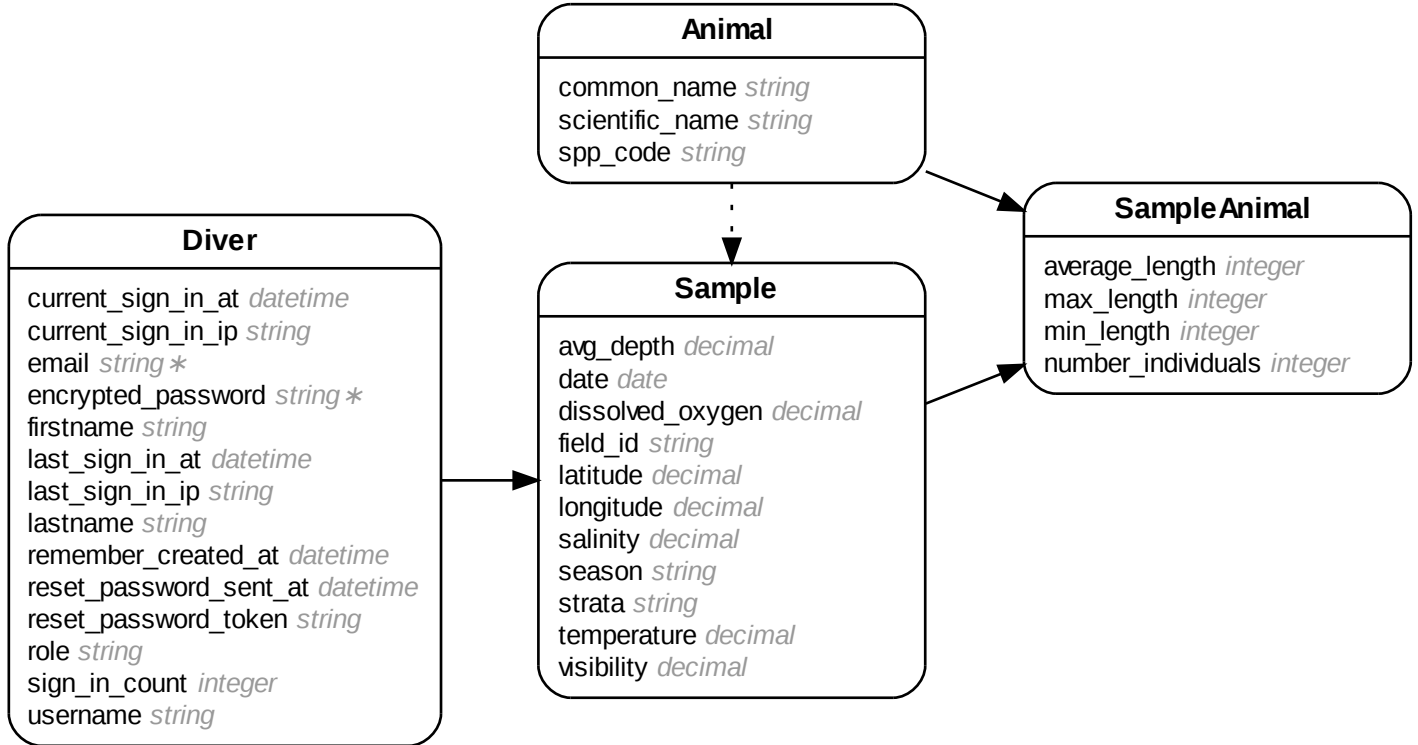 Animal
common_name string
scientific_name string
spp_code string
SampleAnimal
average_length integer
max_length integer
min_length integer
number_individuals integer
Diver
current_sign_in_at datetime
current_sign_in_ip string
email string *
encrypted_password string *
firstname string
last_sign_in_at datetime
last_sign_in_ip string
lastname string
remember_created_at datetime
reset_password_sent_at datetime
reset_password_token string
role string
sign_in_count integer
username string
Sample
avg_depth decimal
date date
dissolved_oxygen decimal
field_id string
latitude decimal
longitude decimal
salinity decimal
season string
strata string
temperature decimal
visibility decimal